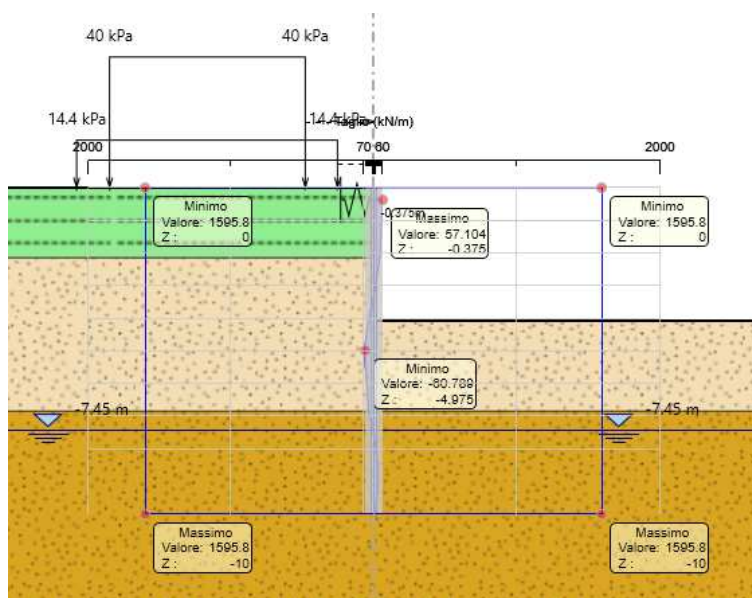 40 kPa 40 kPa
14.4 kPa 14.4 kPa Taglio (kN/m)
2000 70 60 2000
Minimo
Valore: 1595.8
Z : 0
-0.375m
Massimo
Valore: 57.104
Z : -0.375
Minimo
Valore: 1595.8
Z : 0
Minimo
Valore: -60.789
Z : -4.975
-7.45 m -7.45 m
Massimo
Valore: 1595.8
Z : -10
Massimo
Valore: 1595.8
Z : -10